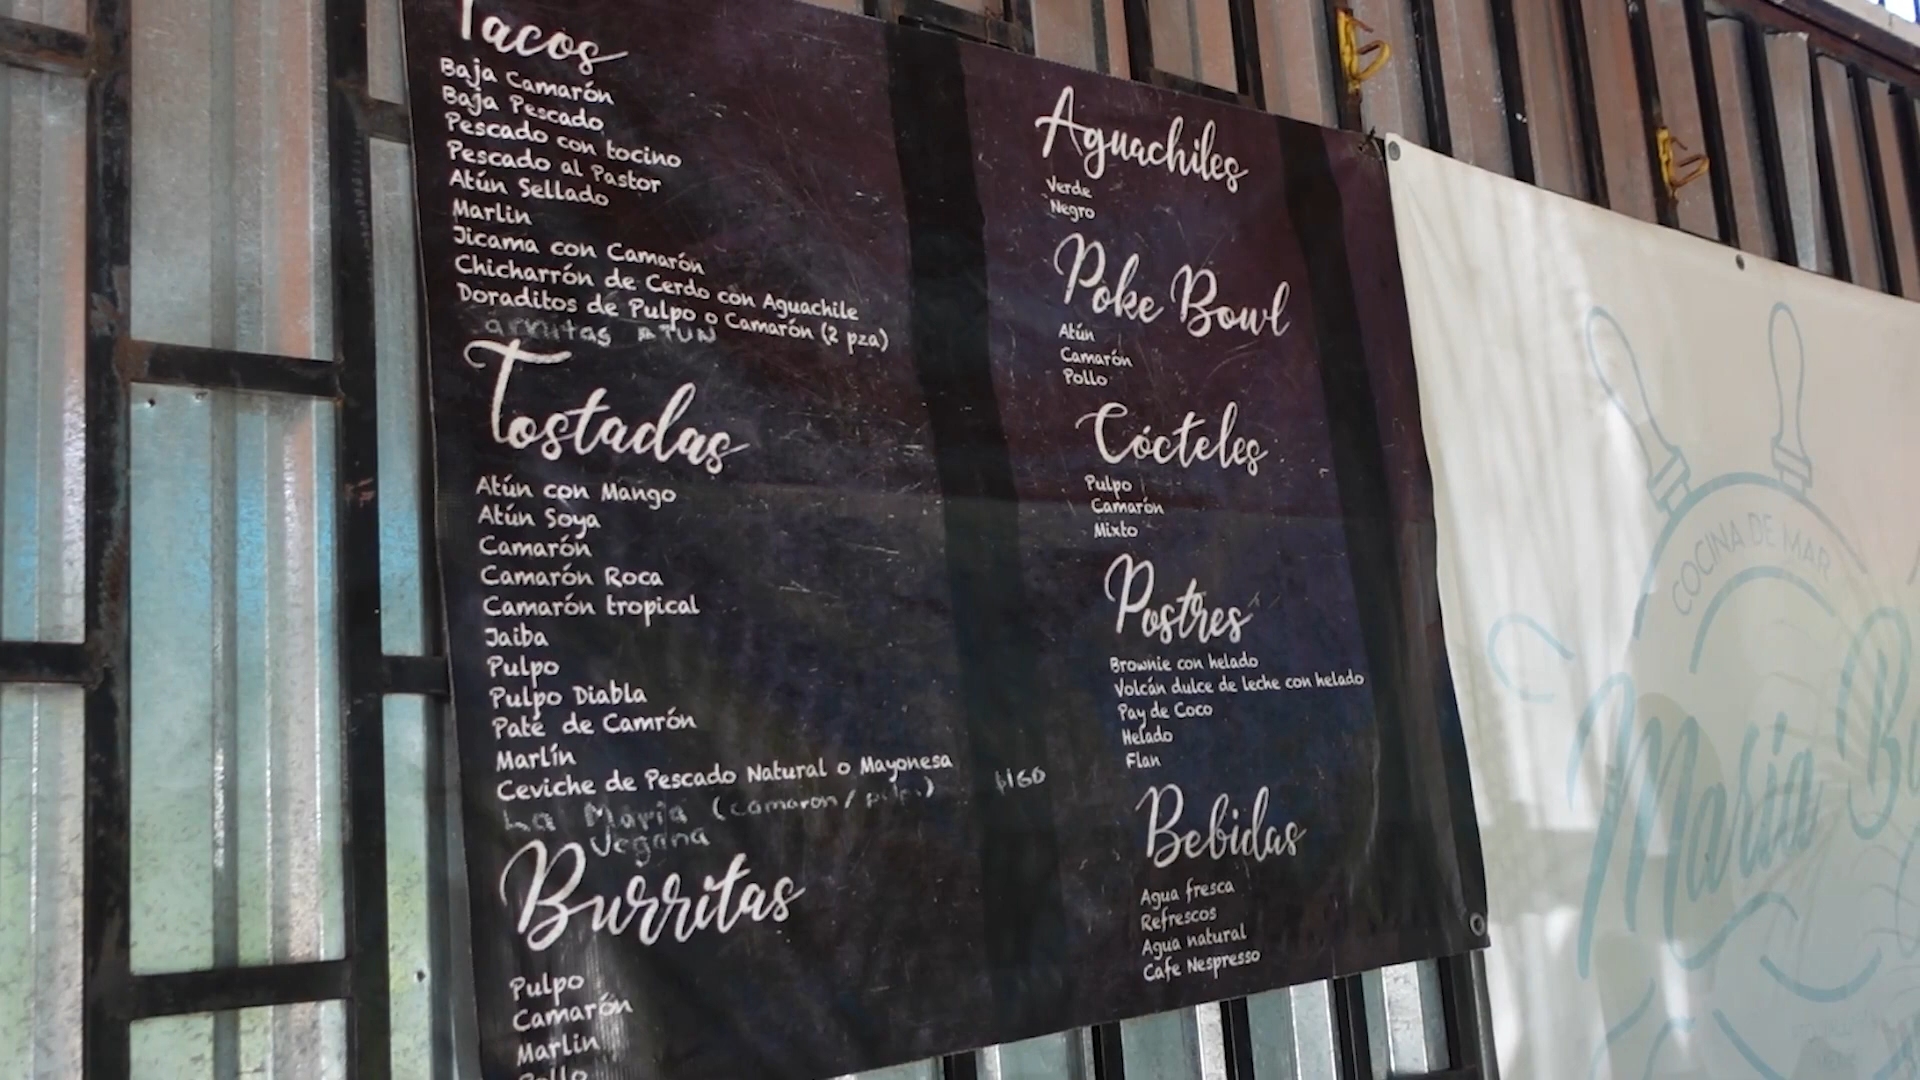 Tacos
Baja Camarón
Baja Pescado
Pescado con tocino
Pescado al Pastor
Atún Sellado
Marlin
Jicama con Camarón
Chicharrón de Cerdo con Aguachile
Doraditos de Pulpo o Camarón (2 pza)
Carnitas ATUN
Tostadas
Atún con Mango
Atún Soya
Camarón
Camarón Roca
Camarón tropical
Jaiba
Pulpo
Pulpo Diabla
Paté de Camrón
Marlín
Ceviche de Pescado Natural o Mayonesa
La Maria (camaron / pulpo) $160
Vegana
Burritas
Pulpo
Camarón
Marlin
Pollo
Aguachiles
Verde
Negro
Poke Bowl
Atún
Camarón
Pollo
Cócteles
Pulpo
Camarón
Mixto
Postres
Brownie con helado
Volcán dulce de leche con helado
Pay de Coco
Helado
Flan
Bebidas
Agua fresca
Refrescos
Agua natural
Cafe Nespresso
COCINA DE MAR
Maria